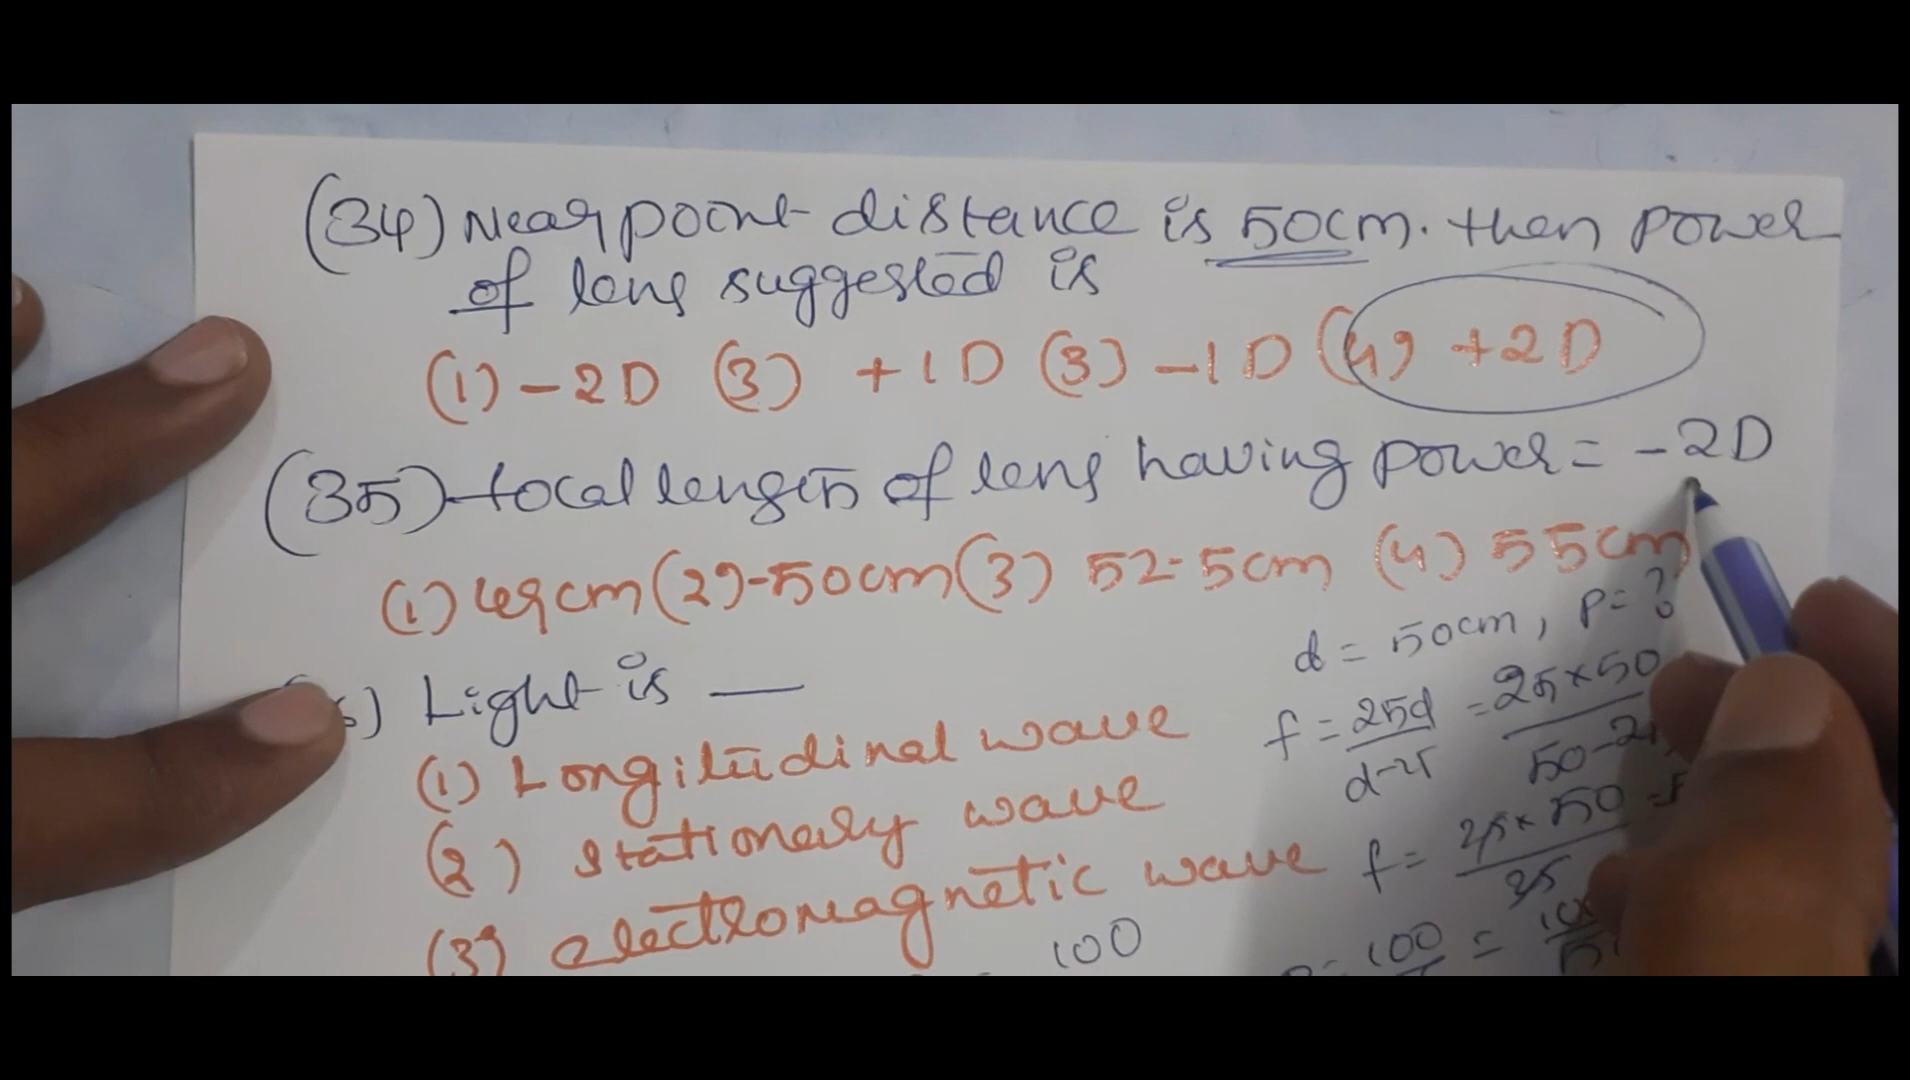 (34) Near point distance is 50cm. then power
of lens suggested is
(1) -2D (3) +1D (3) -1D (4) +2D
(35) focal length of lens having power = -2D
(1) 49cm (2) -50cm (3) 52.5cm (4) 55cm
d = 50cm, P = ?
) Light is —
(1) Longitudinal wave
f = 25d/d-25 = 25×50/50-2
(2) Stationary wave
(3) electromagnetic wave
f = 25×50/25
100
100 =